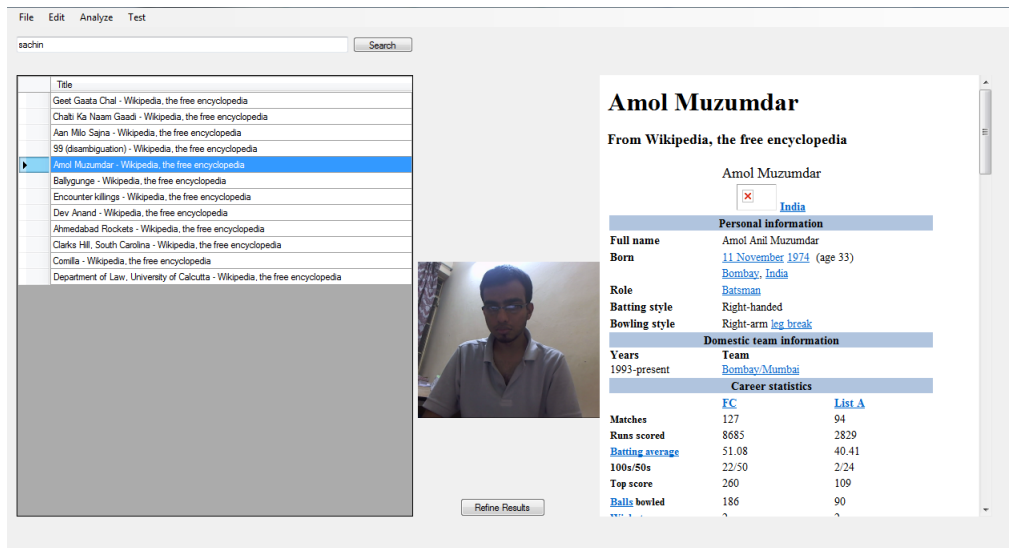 File Edit Analyze Test
sachin Search
Title
Geet Gaata Chal - Wikipedia, the free encyclopedia
Chalti Ka Naam Gaadi - Wikipedia, the free encyclopedia
Aan Milo Sajna - Wikipedia, the free encyclopedia
99 (disambiguation) - Wikipedia, the free encyclopedia
Amol Muzumdar - Wikipedia, the free encyclopedia
Ballygunge - Wikipedia, the free encyclopedia
Encounter killings - Wikipedia, the free encyclopedia
Dev Anand - Wikipedia, the free encyclopedia
Ahmedabad Rockets - Wikipedia, the free encyclopedia
Clarks Hill, South Carolina - Wikipedia, the free encyclopedia
Comilla - Wikipedia, the free encyclopedia
Department of Law, University of Calcutta - Wikipedia, the free encyclopedia
Refine Results
Amol Muzumdar
From Wikipedia, the free encyclopedia
Amol Muzumdar
India
Personal information
Full name Amol Anil Muzumdar
Born 11 November 1974 (age 33)
Bombay, India
Role Batsman
Batting style Right-handed
Bowling style Right-arm leg break
Domestic team information
Years Team
1993-present Bombay/Mumbai
Career statistics
FC List A
Matches 127 94
Runs scored 8685 2829
Batting average 51.08 40.41
100s/50s 22/50 2/24
Top score 260 109
Balls bowled 186 90